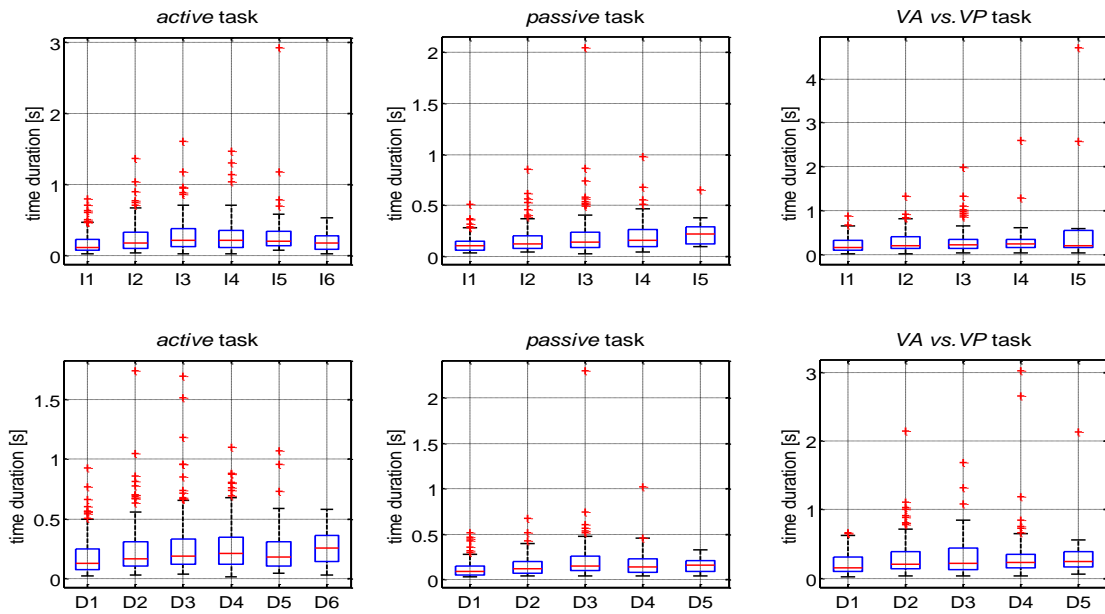 active task
time duration [s]
3
2
1
0
I1 I2 I3 I4 I5 I6
passive task
time duration [s]
2
1.5
1
0.5
0
I1 I2 I3 I4 I5
VA vs.VP task
time duration [s]
4
3
2
1
0
I1 I2 I3 I4 I5
active task
time duration [s]
1.5
1
0.5
0
D1 D2 D3 D4 D5 D6
passive task
time duration [s]
2
1.5
1
0.5
0
D1 D2 D3 D4 D5
VA vs.VP task
time duration [s]
3
2
1
0
D1 D2 D3 D4 D5